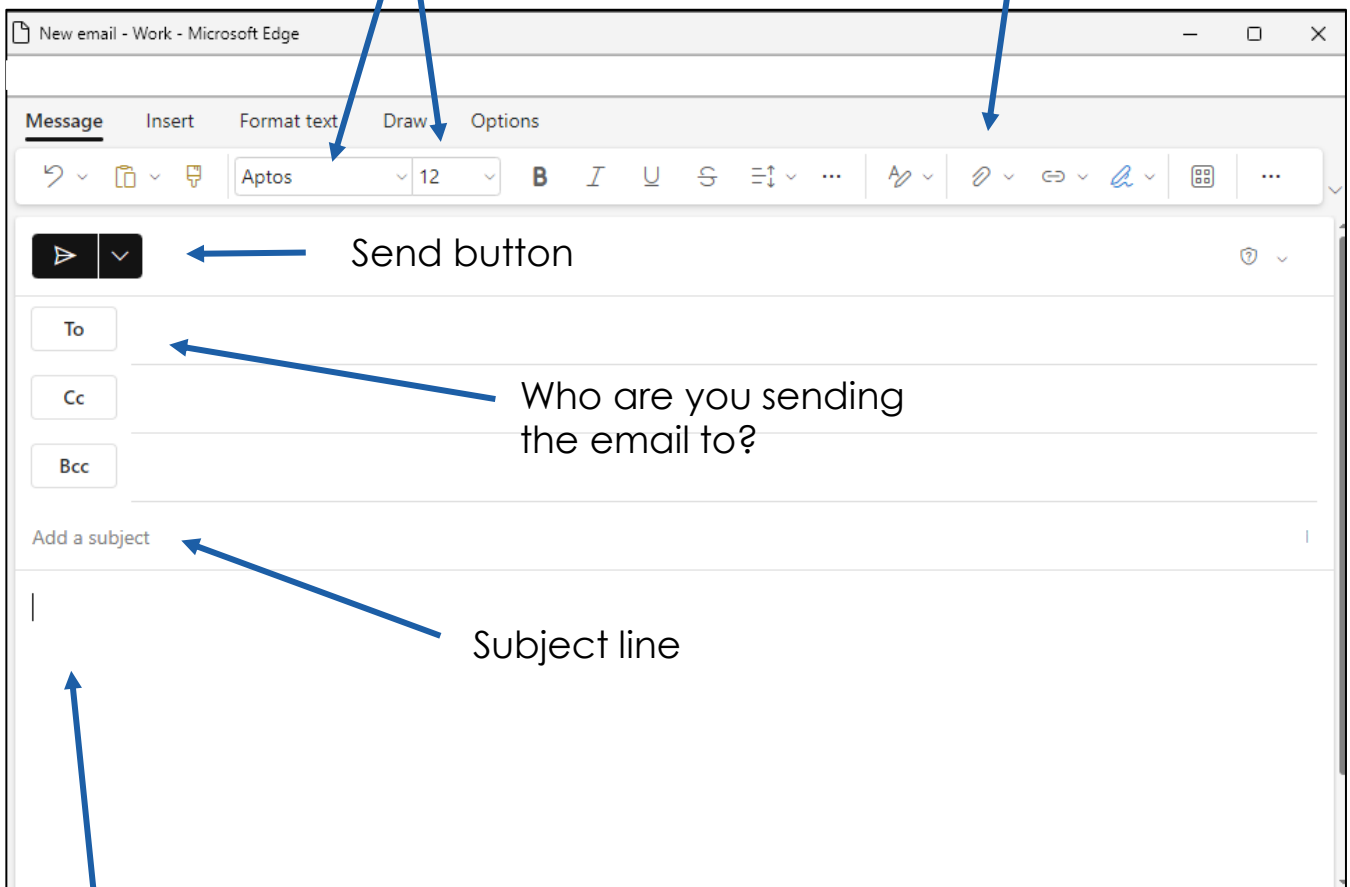 New email - Work - Microsoft Edge
Message Insert Format text Draw Options
Aptos 12 B I U S
Send button
To
Cc
Who are you sending
the email to?
Bcc
Add a subject
Subject line